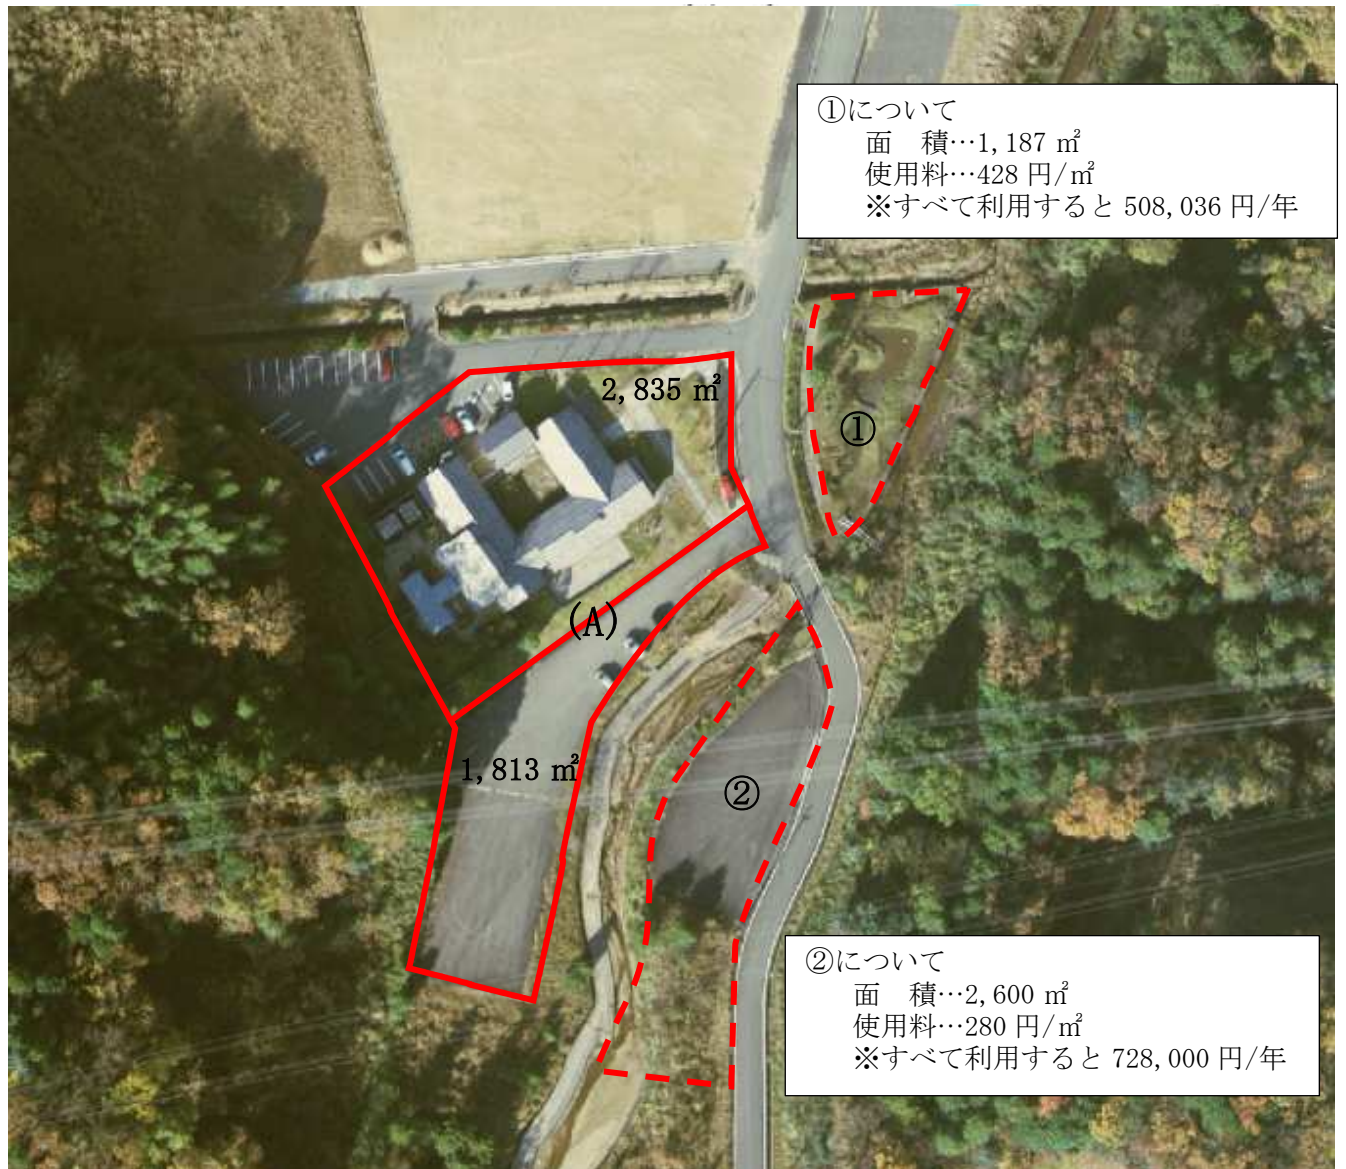 ①について
面　積…1,187 ㎡
使用料…428 円/㎡
※すべて利用すると 508,036 円/年
2,835 ㎡
①
(A)
1,813 ㎡
②
②について
面　積…2,600 ㎡
使用料…280 円/㎡
※すべて利用すると 728,000 円/年